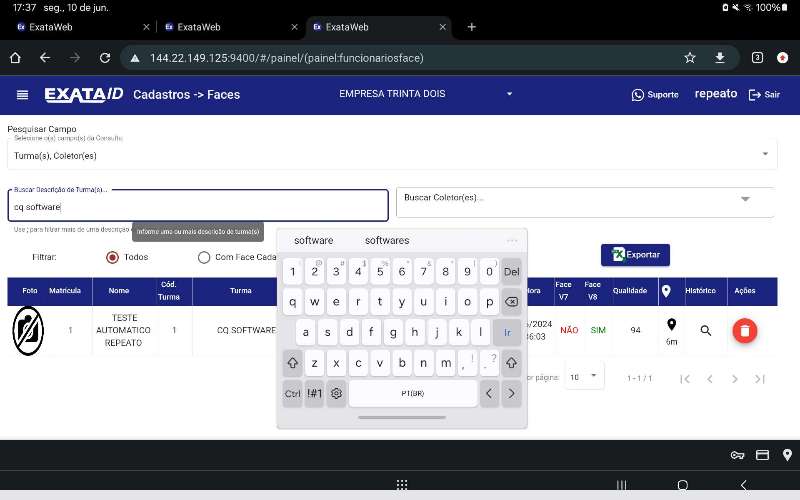 17:37 seg., 10 de jun.
100%
ExataWeb
ExataWeb
ExataWeb
144.22.149.125:9400/#/painel/(painel:funcionariosface)
3
EXATAID
Cadastros -> Faces
EMPRESA TRINTA DOIS
Suporte
repeato
Sair
Pesquisar Campo
Selecione o(s) campo(s) da Consulta
Turma(s), Coletor(es)
Buscar Descrição de Turma(s)...
cq software
Buscar Coletor(es)...
Use ; para filtrar mais de uma descrição
Informe uma ou mais descricão de turma(s)
Filtrar:
Todos
Com Face Cada
Exportar
Foto
Matrícula
Nome
Cód. Turma
Turma
Hora
Face V7
Face V8
Qualidade
Histórico
Ações
1
TESTE AUTOMATICO REPEATO
1
CQ SOFTWARE
/2024
36:03
NÃO
SIM
94
6m
or página:
10
1 - 1 / 1
software
softwares
1 2 3 4 5 6 7 8 9 0 Del
q w e r t y u i o p
a s d f g h j k l Ir
z x c v b n m , ! . ?
Ctrl !#1 PT(BR) < >